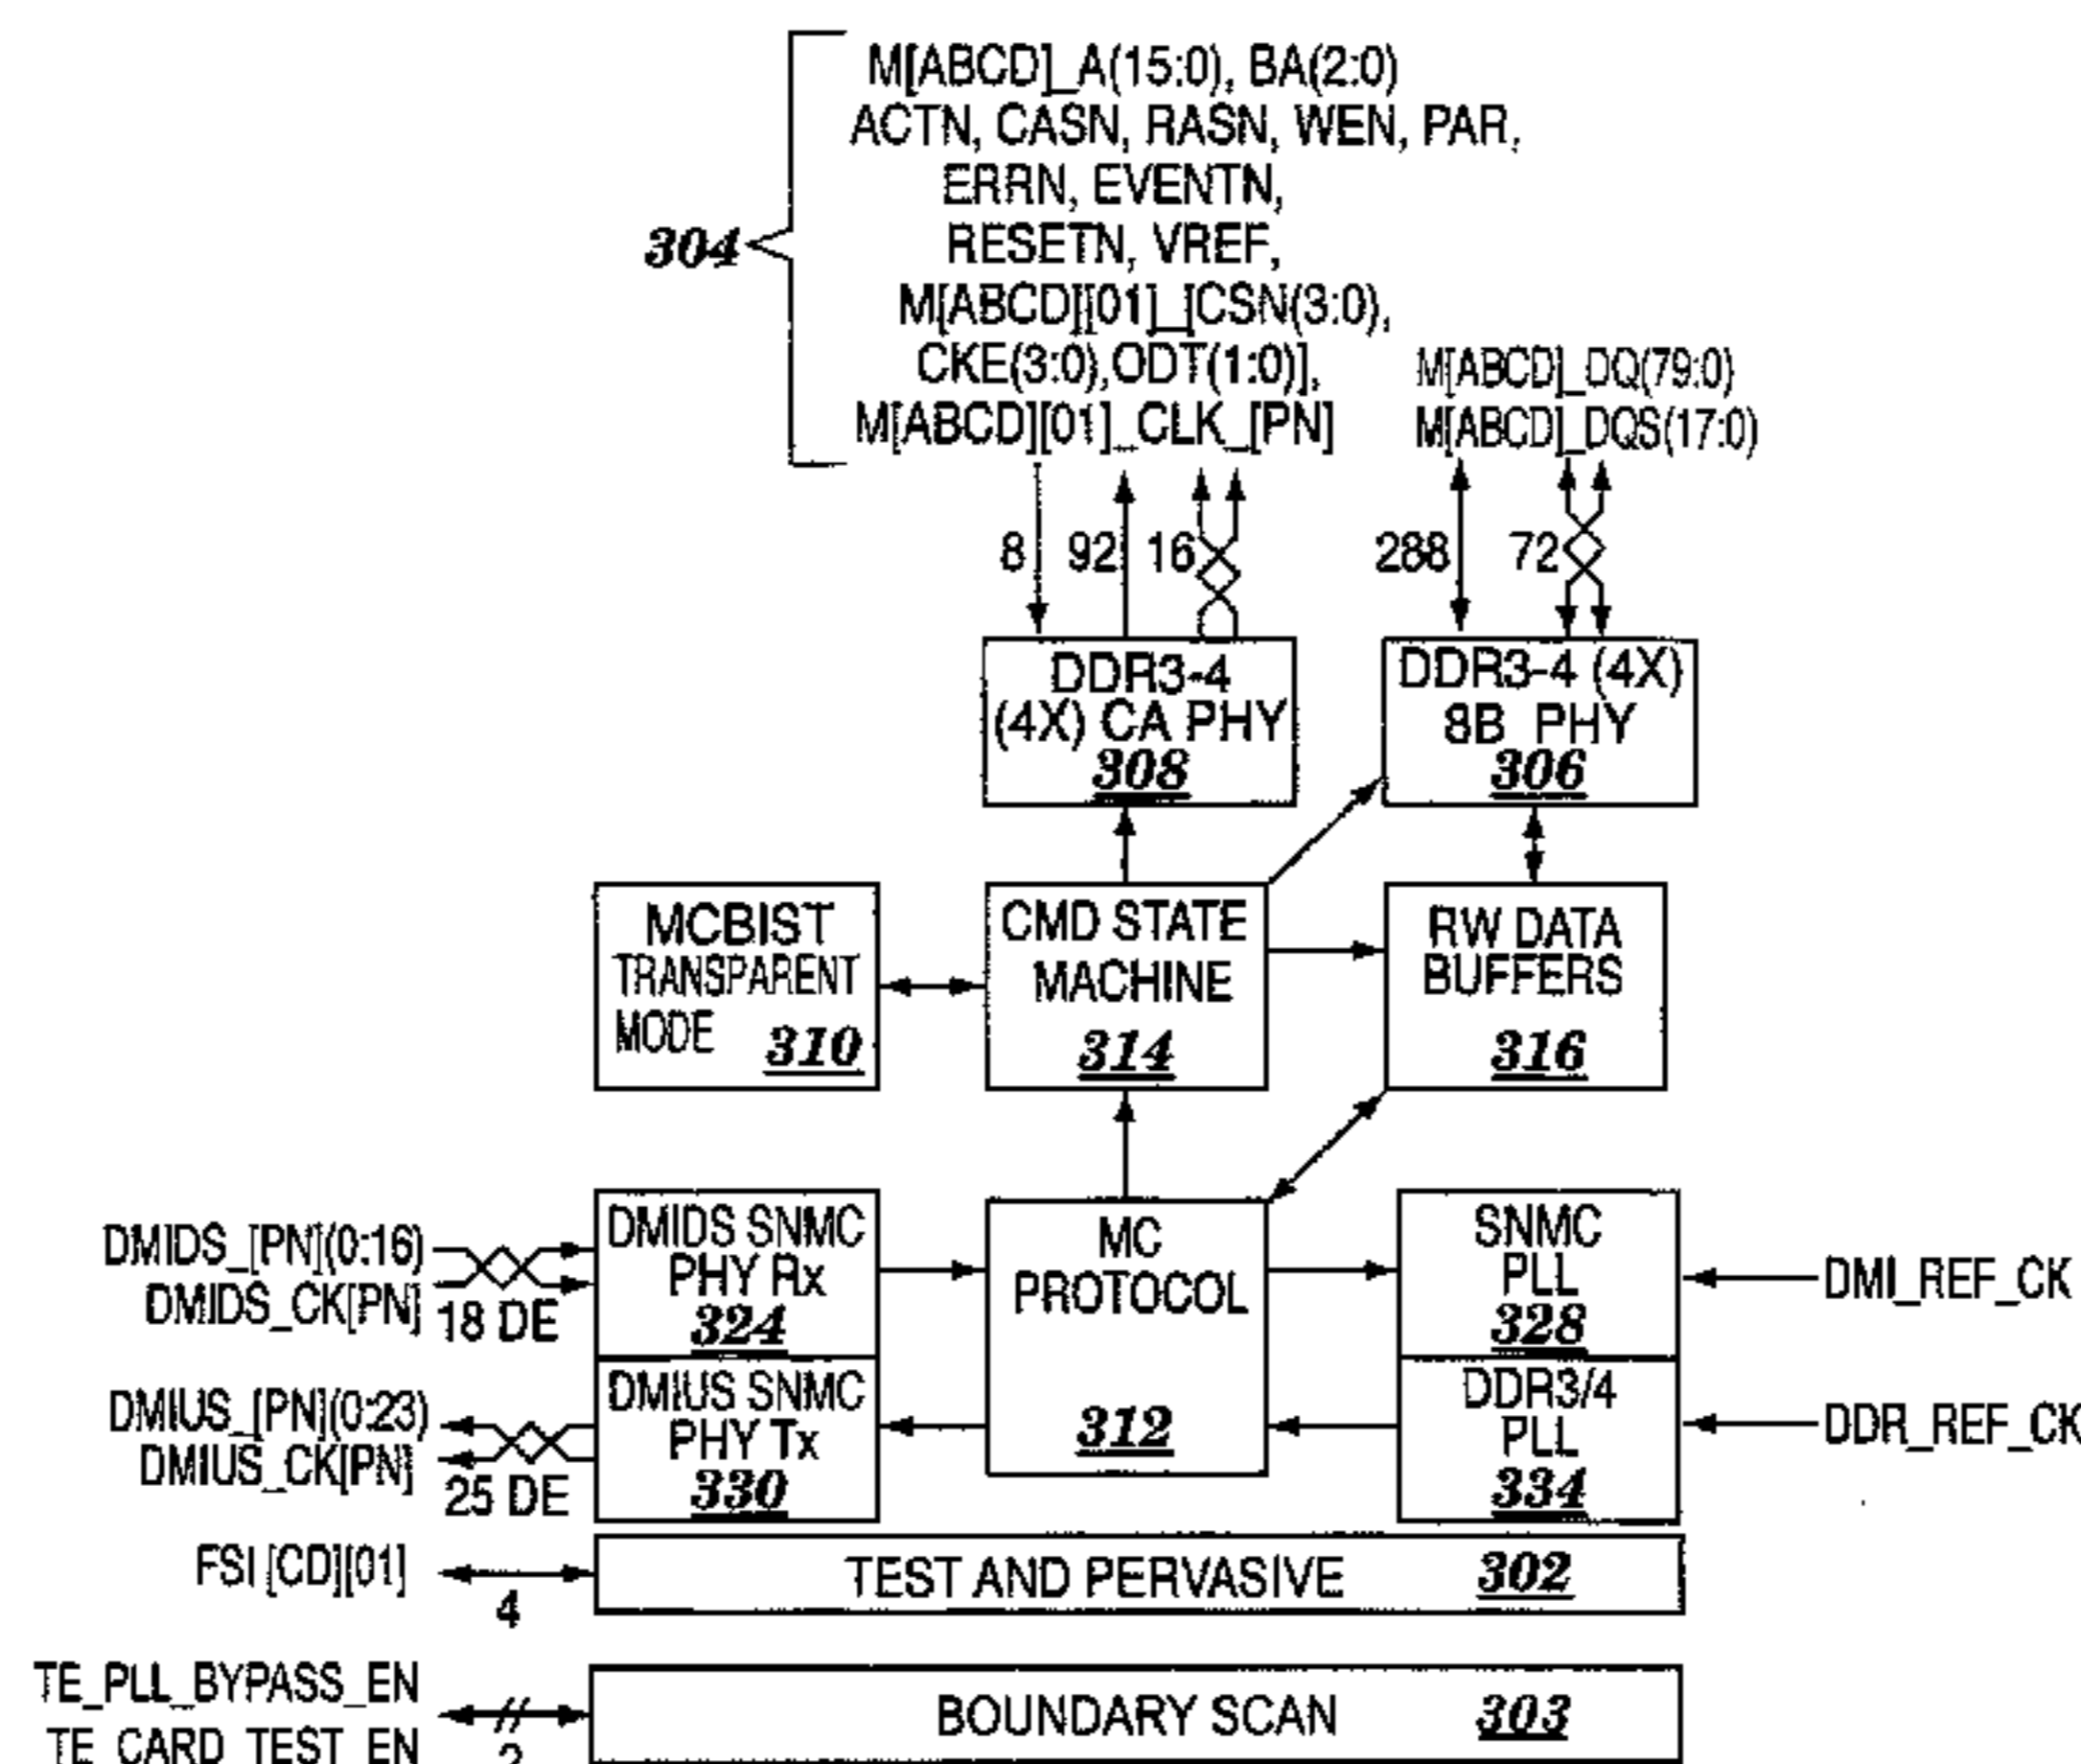 M[ABCD]_A(15:0), BA(2:0)
ACTN, CASN, RASN, WEN, PAR,
ERRN, EVENTN,
304
RESETN, VREF,
M[ABCD][01]_[CSN(3:0),
CKE(3:0),ODT(1:0)],
M[ABCD][01]_CLK_[PN]
M[ABCD]_DQ(79:0)
M[ABCD]_DQS(17:0)
8
92
16
288
72
DDR3-4
(4X) CA PHY
308
DDR3-4 (4X)
8B PHY
306
MCBIST
TRANSPARENT
MODE 310
CMD STATE
MACHINE
314
RW DATA
BUFFERS
316
DMIDS_[PN](0:16)
DMIDS_CK[PN]
18 DE
DMIDS SNMC
PHY Rx
324
MC
PROTOCOL
312
SNMC
PLL
328
DMI_REF_CK
DMIUS_[PN](0:23)
DMIUS_CK[PN]
25 DE
DMIUS SNMC
PHY Tx
330
DDR3/4
PLL
334
DDR_REF_CK
FSI [CD][01]
4
TEST AND PERVASIVE 302
TE_PLL_BYPASS_EN
TE_CARD_TEST_EN
2
BOUNDARY SCAN 303